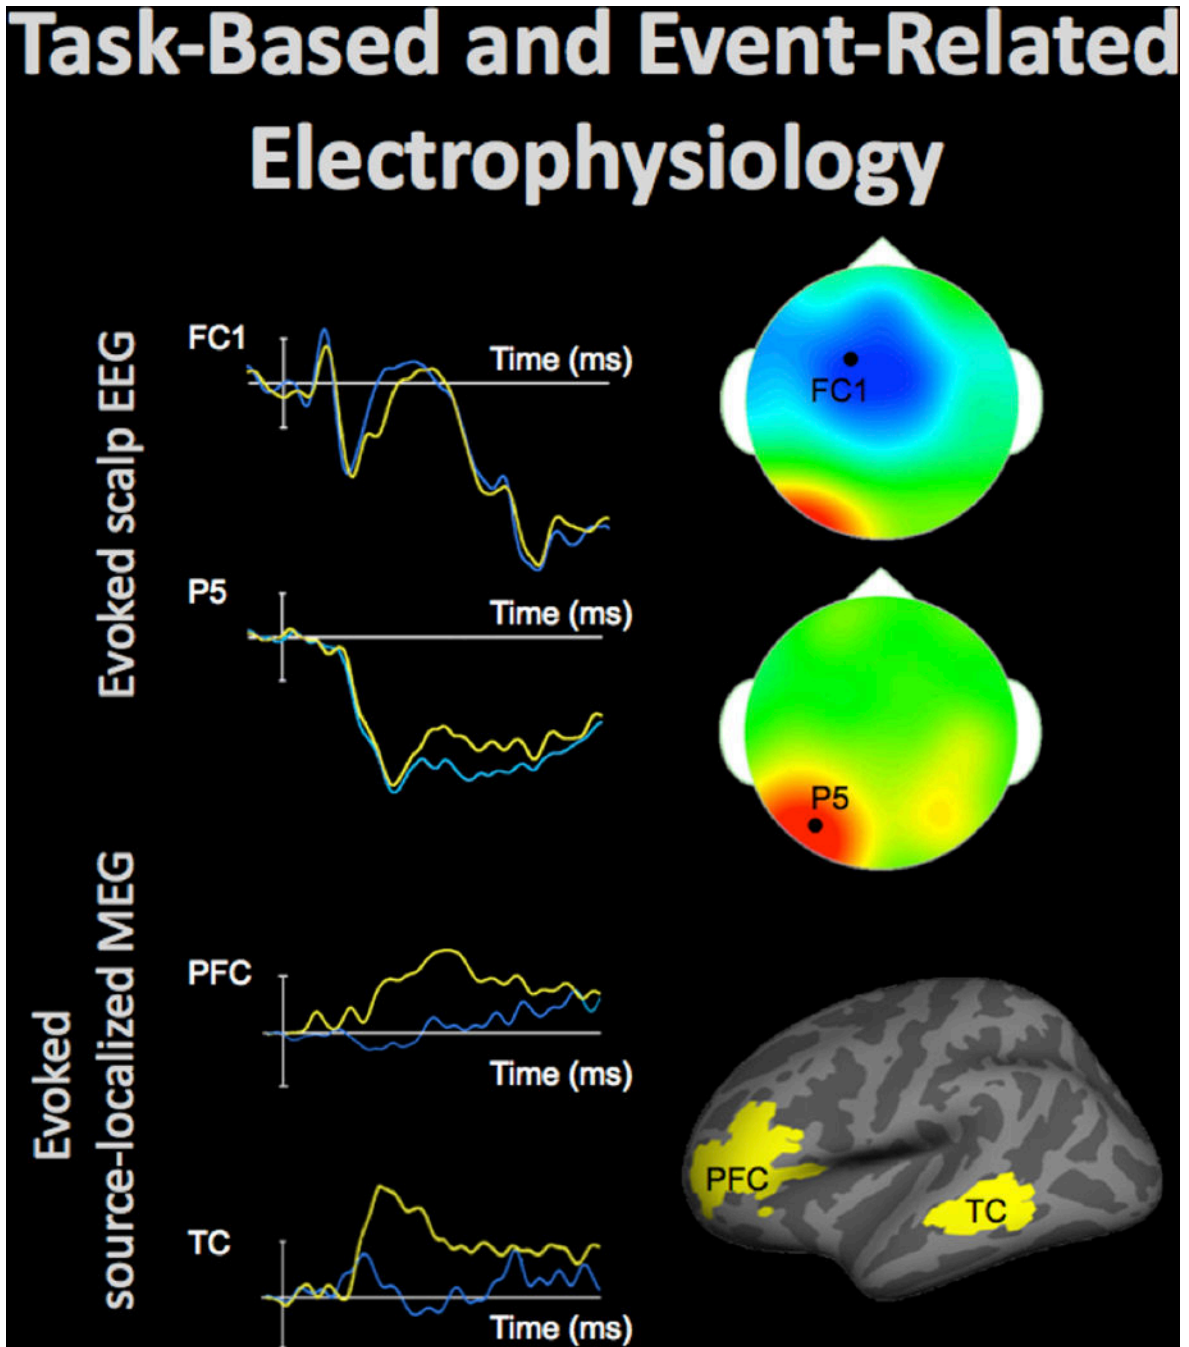 Task-Based and Event-Related
Electrophysiology
Evoked scalp EEG
FC1
Time (ms)
FC1
P5
Time (ms)
P5
Evoked
source-localized MEG
PFC
Time (ms)
PFC
TC
TC
Time (ms)